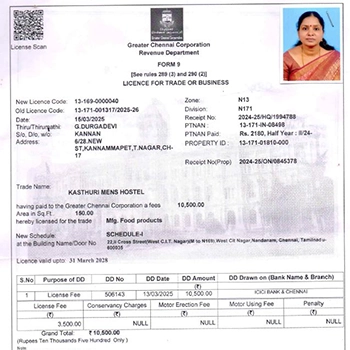 License Scan
Greater Chennai Corporation
Revenue Department
FORM 9
[See rules 289 (3) and 290 (2)]
LICENCE FOR TRADE OR BUSINESS
New Licence Code: 13-169-0000040
Old Licence Code: 13-171-001317/2025-26
Date: 15/03/2025
Thiru/Thirumathi: G.DURGADEVI
S/o, D/o, w/o: KANNAN
Address: 6/28.NEW
ST,KANNAMMAPET,T.NAGAR,CH-
17
Zone: N13
Division: N171
Receipt No: 2024-25/HQ/1994788
PTNAN : 13-171-IN-08498
PTNAN Paid: Rs. 2180, Half Year : II/24-
PROPERTY ID : 13-171-01810-000
Receipt No(Prop) 2024-25/ON/0845378
Trade Name
KASTHURI MENS HOSTEL
having paid to the Greater Chennai Corporation a fees 10,500.00
Area in Sq.Ft. 150.00
hereby licensed for the trade Mfg. Food products
New Schedule: SCHEDULE-I
at the Building Name/Door No 22,9 Cross Street(West C.I.T. Nagar(M to N169),West Cit Nagar,Nandanam, Chennai, Tamilnadu-
600035
Licence valid upto: 31 March 2028
S.No Purpose of DD DD No DD Date DD Amount (₹) DD Drawn on (Bank Name & Branch)
1 License Fee 506143 13/03/2025 10,500.00 ICICI BANK & CHENNAI
License Fee (₹) Conservancy Charges (₹) Motor Erection Fee (₹) Motor Using Fee (₹) Penalty (₹)
3,500.00 NULL NULL NULL NULL
Grand Total ₹ 10,500.00
(Rupees Ten Thousands Five Hundred Only )